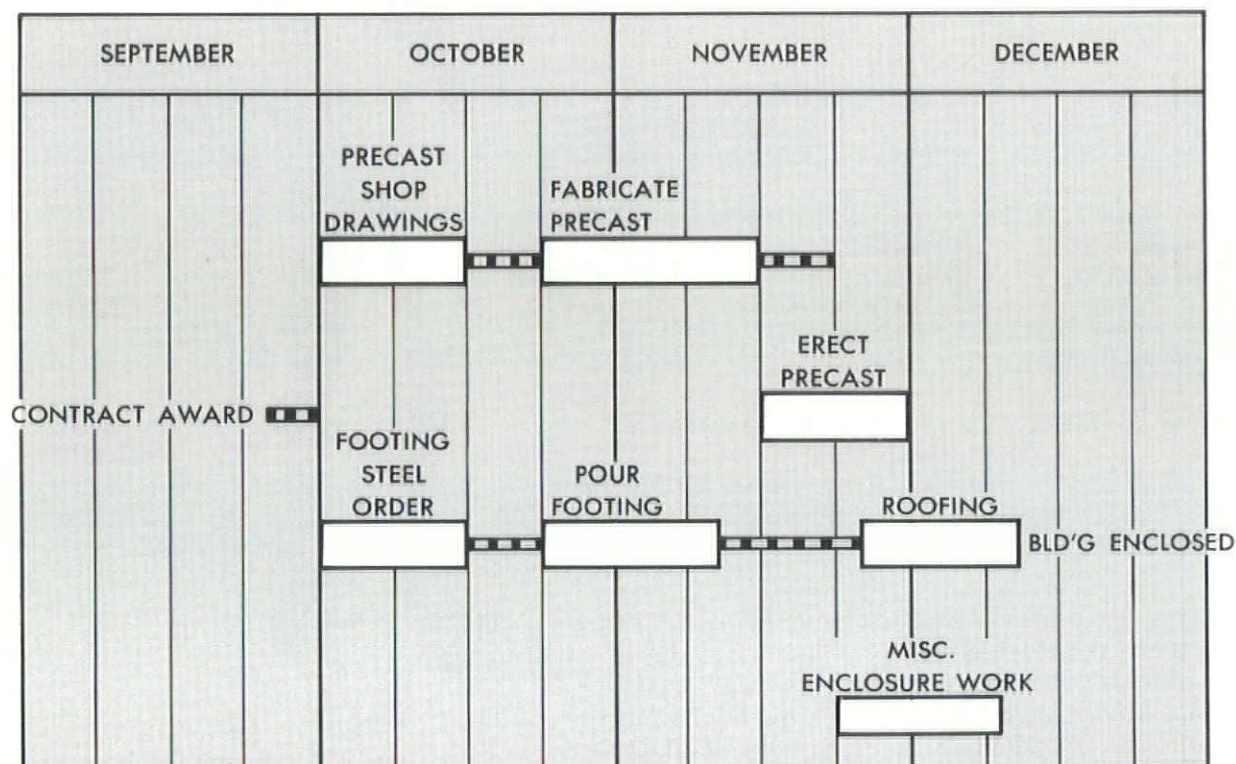 SEPTEMBER
OCTOBER
NOVEMBER
DECEMBER
PRECAST
SHOP
DRAWINGS
FABRICATE
PRECAST
ERECT
PRECAST
CONTRACT AWARD
FOOTING
STEEL
ORDER
POUR
FOOTING
ROOFING
BLD'G ENCLOSED
MISC.
ENCLOSURE WORK